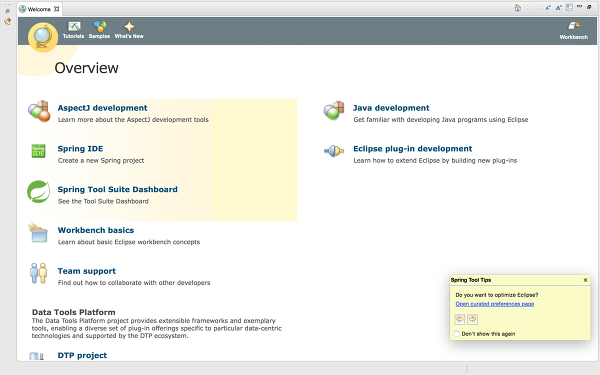 Welcome
Tutorials
Samples
What's New
Workbench
Overview
AspectJ development
Learn more about the AspectJ development tools
Spring IDE
Create a new Spring project
Spring Tool Suite Dashboard
See the Tool Suite Dashboard
Workbench basics
Learn about basic Eclipse workbench concepts
Team support
Find out how to collaborate with other developers
Data Tools Platform
The Data Tools Platform project provides extensible frameworks and exemplary
tools, enabling a diverse set of plug-in offerings specific to particular data-centric
technologies and supported by the DTP ecosystem.
DTP project
Java development
Get familiar with developing Java programs using Eclipse
Eclipse plug-in development
Learn how to extend Eclipse by building new plug-ins
Spring Tool Tips
Do you want to optimize Eclipse?
Open curated preferences page
Don't show this again